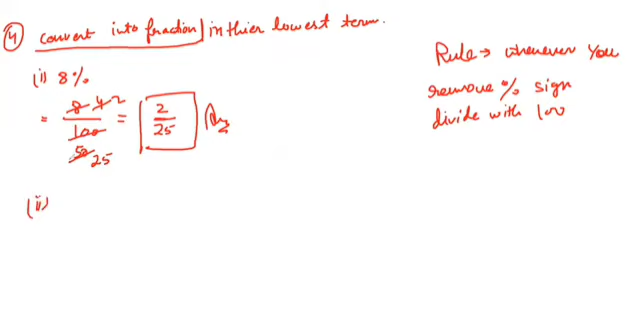 (4) convert into fraction in thier lowest term.
Rule → whenever you
remove % sign
divide with 100
(i) 8%
= 8 4 2 / 100 50 25 = 2/25 Ans
(ii)